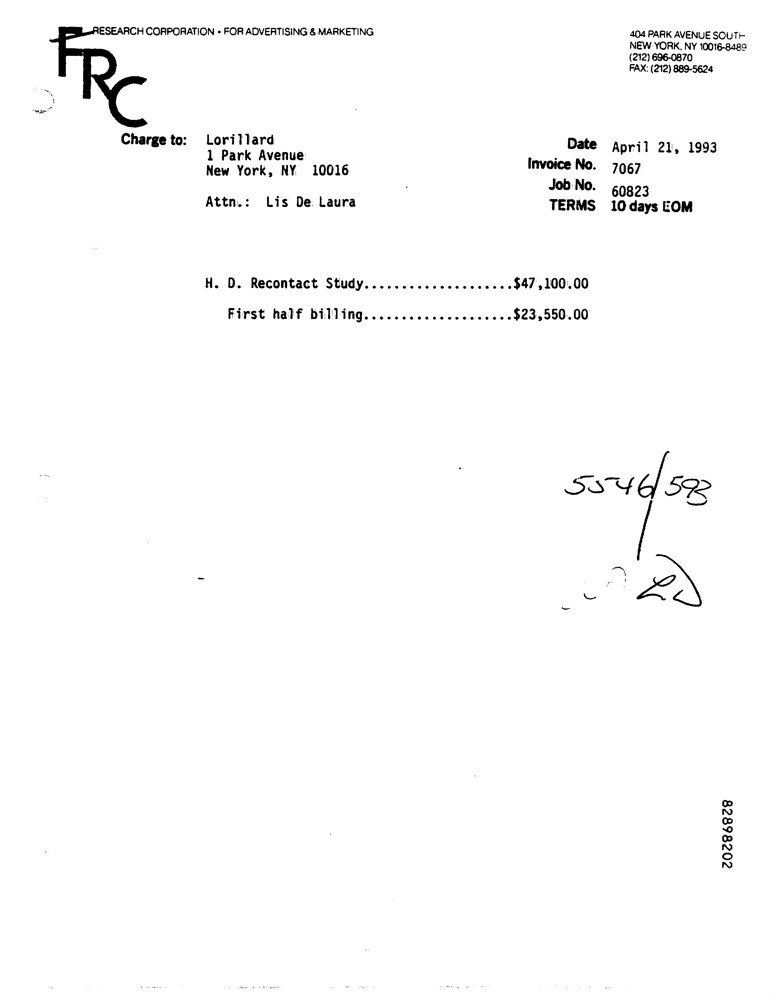 FRC
RESEARCH CORPORATION • FOR ADVERTISING & MARKETING
404 PARK AVENUE SOUTH
NEW YORK, NY 10016-8489
(212) 696-0870
FAX: (212) 889-5624
Charge to: Lorillard
1 Park Avenue
New York, NY 10016
Attn.: Lis De Laura
Date April 21, 1993
Invoice No. 7067
Job No. 60823
TERMS 10 days EOM
H. D. Recontact Study....................$47,100.00
First half billing....................$23,550.00
5546/593
LD
82898202